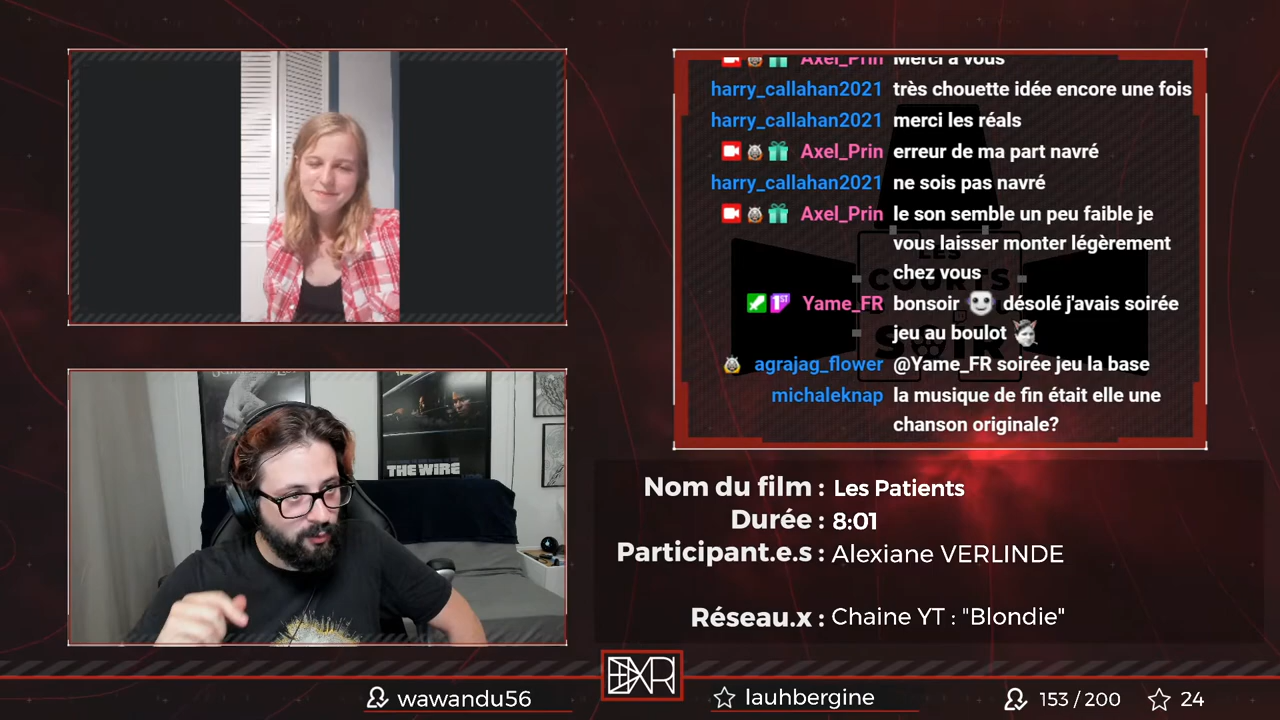 Axel_Prin Merci à vous
harry_callahan2021 très chouette idée encore une fois
harry_callahan2021 merci les réals
Axel_Prin erreur de ma part navré
harry_callahan2021 ne sois pas navré
Axel_Prin le son semble un peu faible je
vous laisser monter légèrement
chez vous
Yame_FR bonsoir désolé j'avais soirée
jeu au boulot
agrajag_flower @Yame_FR soirée jeu la base
michaleknap la musique de fin était elle une
chanson originale?
LES
COURTS
SOIR
THE WIRE
Nom du film : Les Patients
Durée : 8:01
Participant.e.s : Alexiane VERLINDE
Réseau.x : Chaine YT : "Blondie"
wawandu56
lauhbergine
153 / 200
24